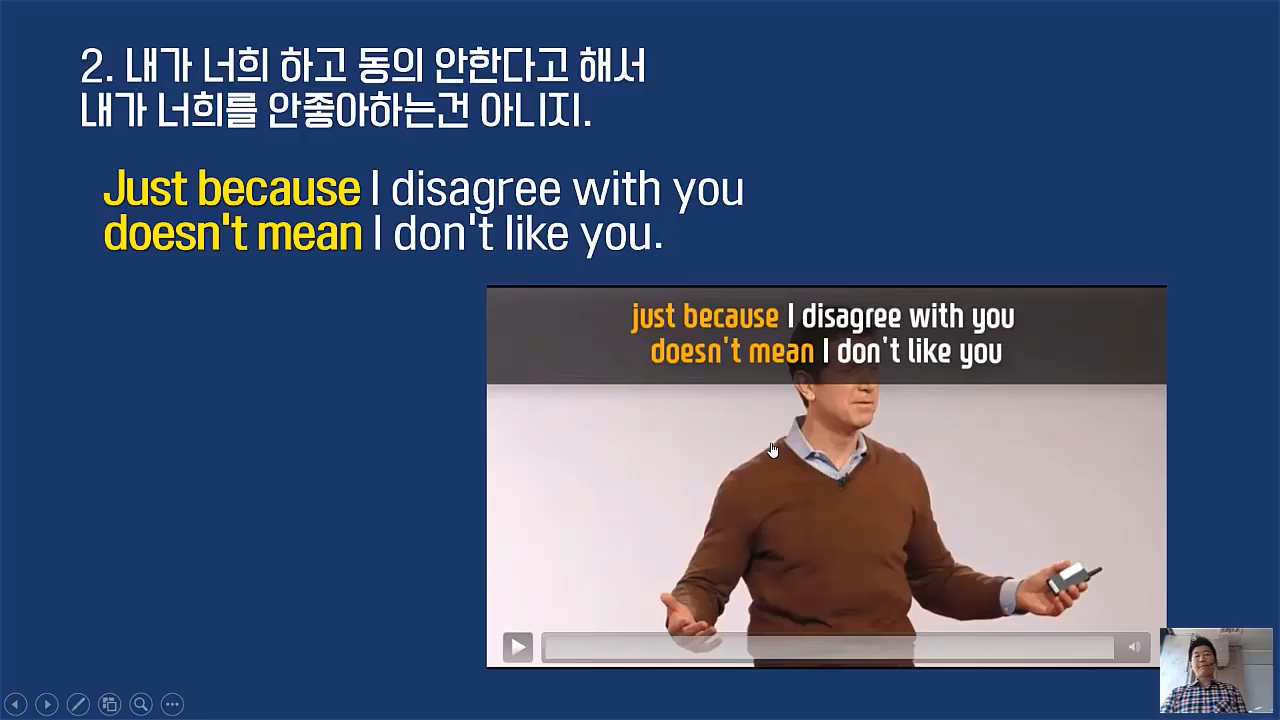 2. 내가 너희 하고 동의 안한다고 해서
내가 너희를 안좋아하는건 아니지.
Just because I disagree with you
doesn't mean I don't like you.
just because I disagree with you
doesn't mean I don't like you